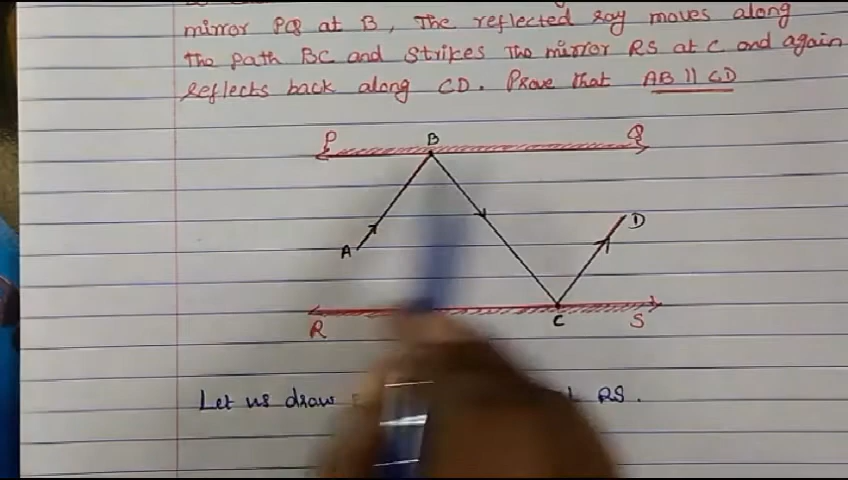 mirror PQ at B, The reflected ray moves along
the path BC and strikes the mirror RS at C and again
reflects back along CD. Prove that AB || CD
P B Q
A D
R C S
Let us draw RS.